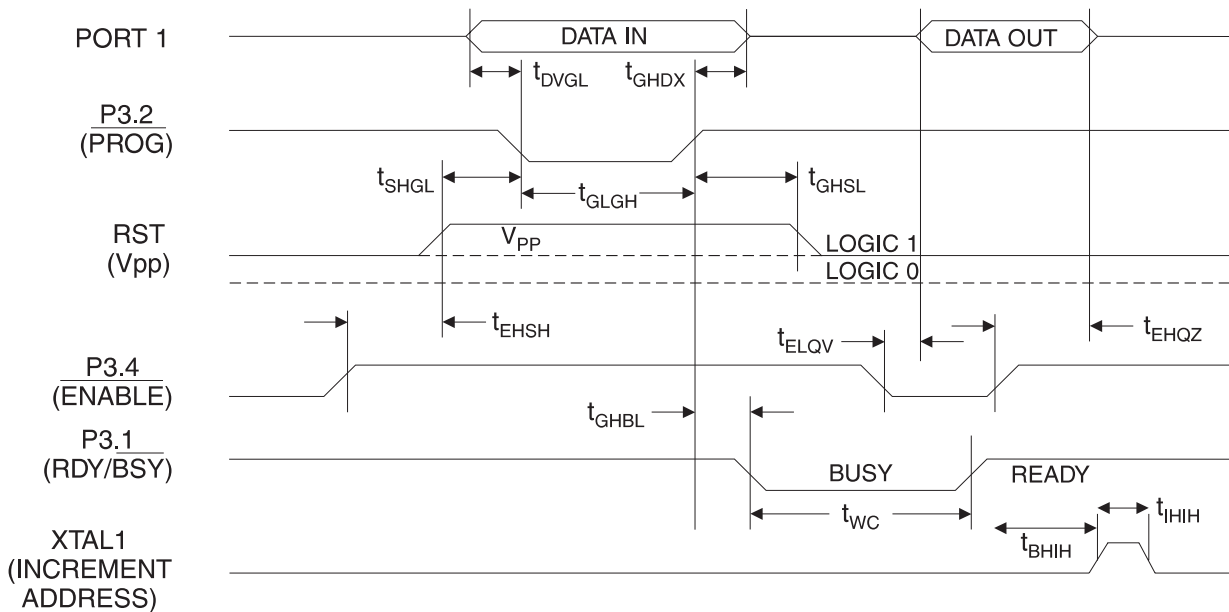 PORT 1
DATA IN
DATA OUT
tDVGL
tGHDX
P3.2
(PROG)
tSHGL
tGLGH
tGHSL
RST
(Vpp)
VPP
LOGIC 1
LOGIC 0
tEHSH
tELQV
tEHQZ
P3.4
(ENABLE)
tGHBL
P3.1
(RDY/BSY)
BUSY
READY
tWC
tBHIH
tIHIH
XTAL1
(INCREMENT
ADDRESS)